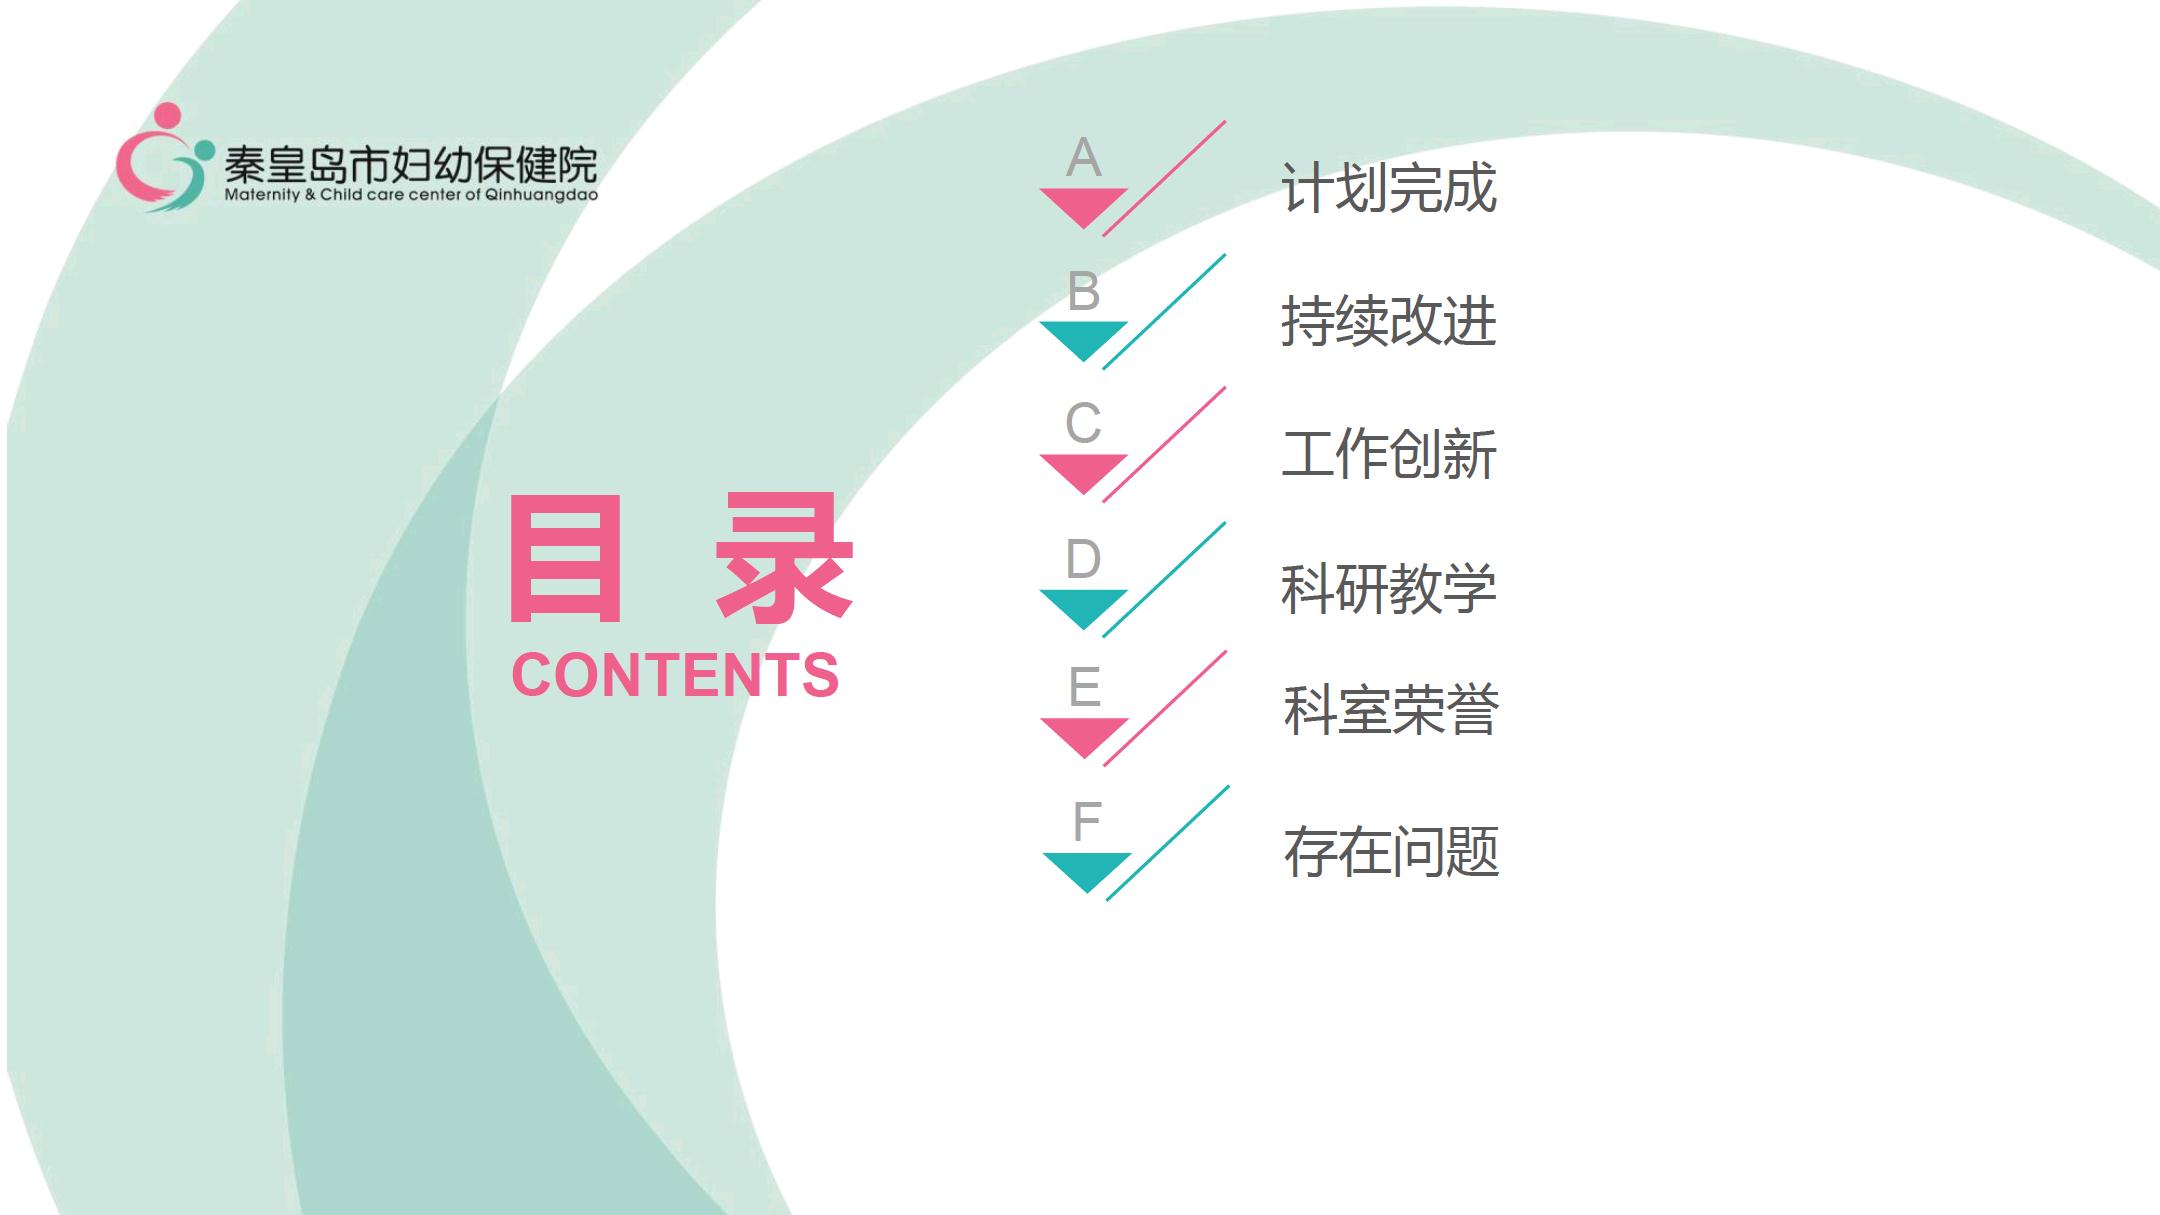 秦皇岛市妇幼保健院
Maternity & Child care center of Qinhuangdao
目 录
CONTENTS
A
计划完成
B
持续改进
C
工作创新
D
科研教学
E
科室荣誉
F
存在问题